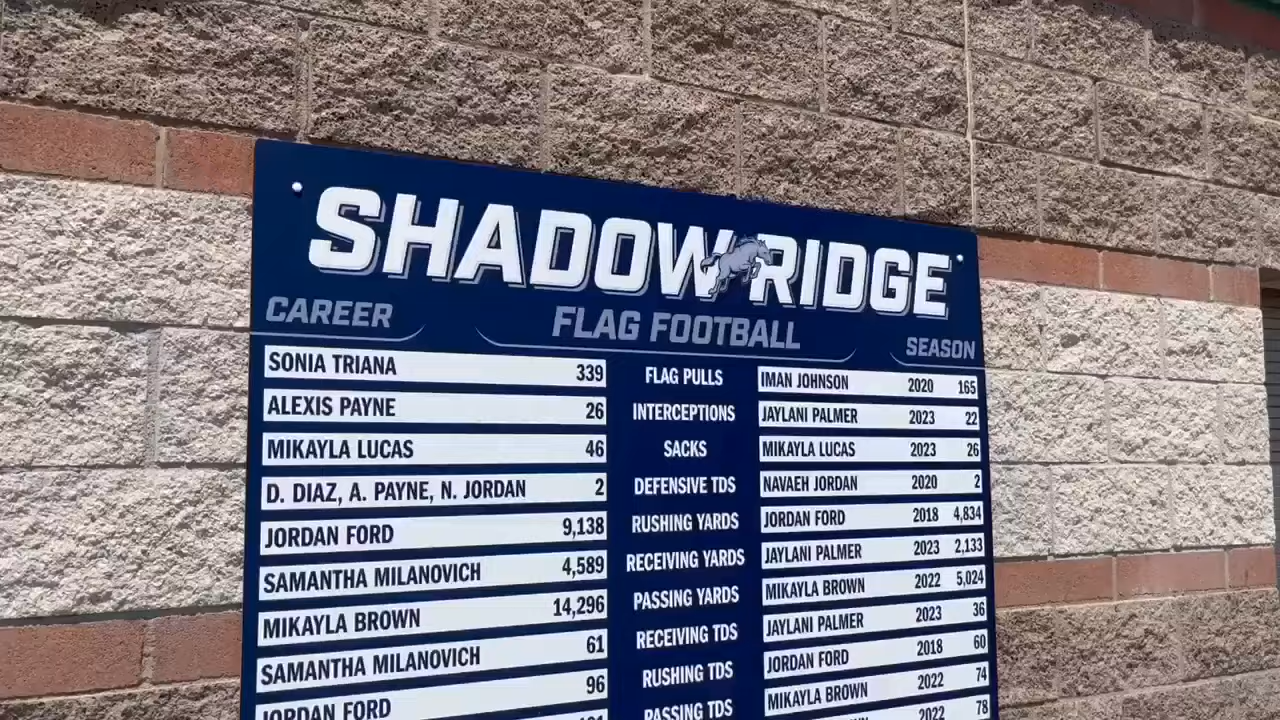 SHADOW RIDGE
CAREER FLAG FOOTBALL SEASON
SONIA TRIANA 339 FLAG PULLS IMAN JOHNSON 2020 165
ALEXIS PAYNE 26 INTERCEPTIONS JAYLANI PALMER 2023 22
MIKAYLA LUCAS 46 SACKS MIKAYLA LUCAS 2023 26
D. DIAZ, A. PAYNE, N. JORDAN 2 DEFENSIVE TDS NAVAEH JORDAN 2020 2
JORDAN FORD 9,138 RUSHING YARDS JORDAN FORD 2018 4,834
SAMANTHA MILANOVICH 4,589 RECEIVING YARDS JAYLANI PALMER 2023 2,133
MIKAYLA BROWN 14,296 PASSING YARDS MIKAYLA BROWN 2022 5,024
SAMANTHA MILANOVICH 61 RECEIVING TDS JAYLANI PALMER 2023 36
JORDAN FORD 96 RUSHING TDS JORDAN FORD 2018 60
PASSING TDS MIKAYLA BROWN 2022 74
2022 78